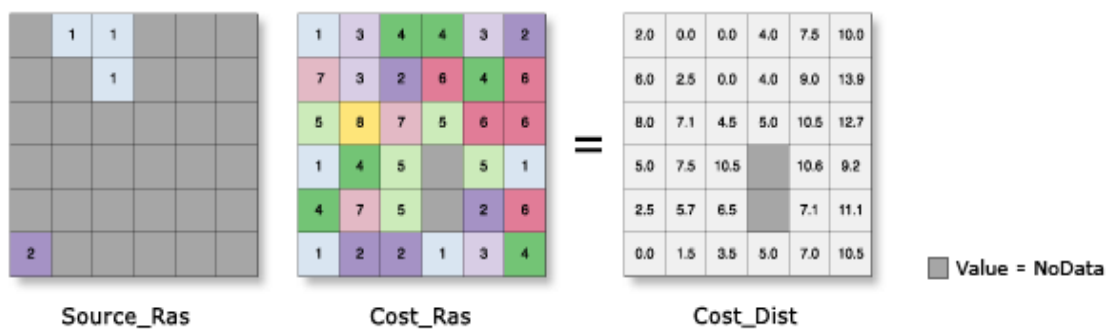 1 1 1 3 4 4 3 2 2.0 0.0 0.0 4.0 7.5 10.0
1 7 3 2 6 4 6 6.0 2.5 0.0 4.0 9.0 13.9
5 8 7 5 6 6 = 8.0 7.1 4.5 5.0 10.5 12.7
1 4 5 5 1 5.0 7.5 10.5 10.6 9.2
4 7 5 2 6 2.5 5.7 6.5 7.1 11.1
2 1 2 2 1 3 4 0.0 1.5 3.5 5.0 7.0 10.5
Value = NoData
Source_Ras Cost_Ras Cost_Dist